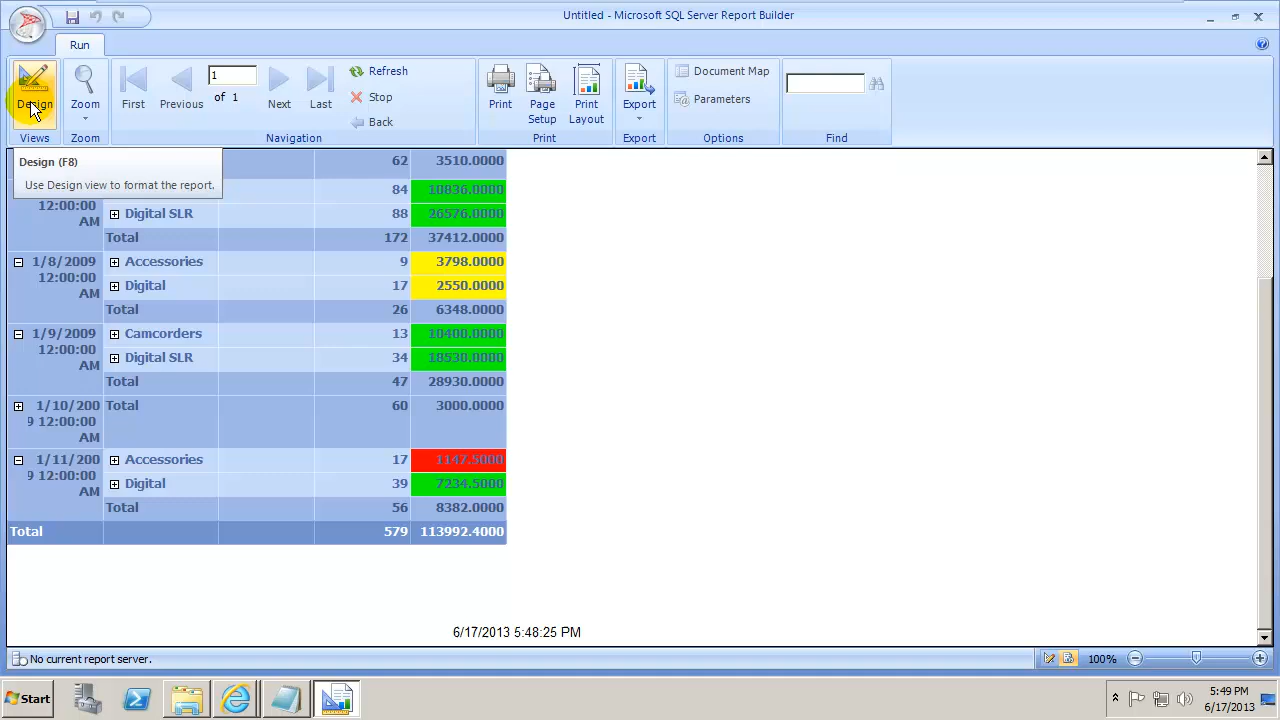 Untitled - Microsoft SQL Server Report Builder
Run
Design
Zoom
First
Previous
1
of 1
Next
Last
Refresh
Stop
Back
Print
Page Setup
Print Layout
Export
Document Map
Parameters
Views
Zoom
Navigation
Print
Export
Options
Find
Design (F8)
Use Design view to format the report.
62 3510.0000
12:00:00 84 10836.0000
AM Digital SLR 88 26576.0000
Total 172 37412.0000
1/8/2009 Accessories 9 3798.0000
12:00:00 Digital 17 2550.0000
AM Total 26 6348.0000
1/9/2009 Camcorders 13 10400.0000
12:00:00 Digital SLR 34 18530.0000
AM Total 47 28930.0000
1/10/200 Total 60 3000.0000
9 12:00:00
AM
1/11/200 Accessories 17 1147.5000
9 12:00:00 Digital 39 7234.5000
AM Total 56 8382.0000
Total 579 113992.4000
6/17/2013 5:48:25 PM
No current report server.
100%
Start
5:49 PM
6/17/2013